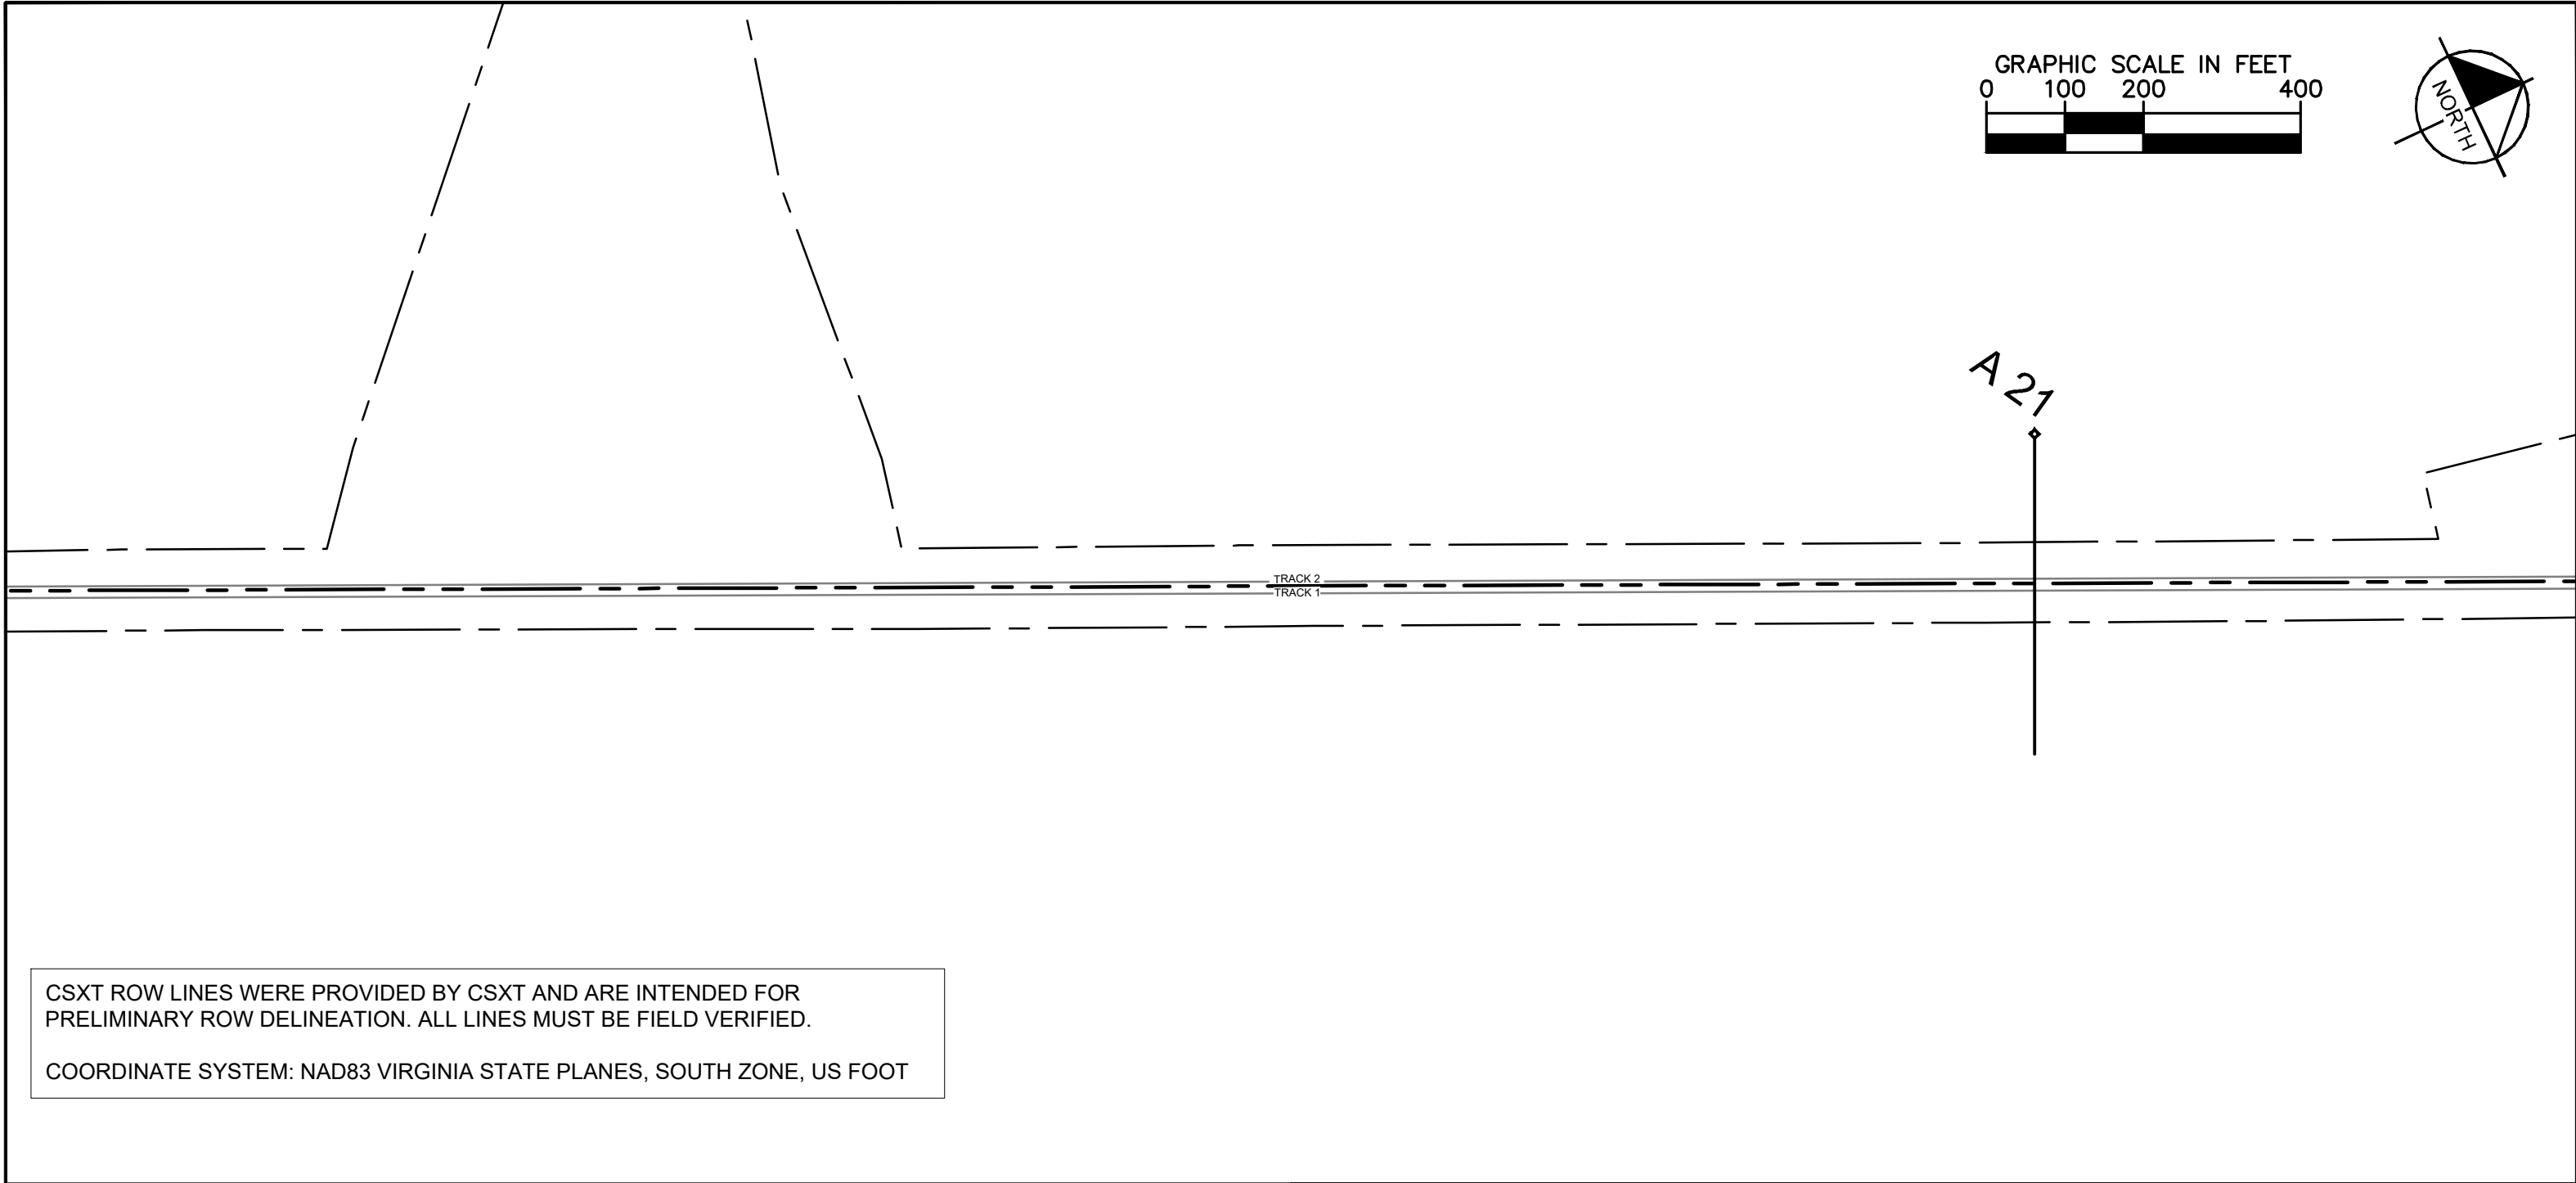 GRAPHIC SCALE IN FEET
0 100 200 400
NORTH
A 21
TRACK 2
TRACK 1
CSXT ROW LINES WERE PROVIDED BY CSXT AND ARE INTENDED FOR
PRELIMINARY ROW DELINEATION. ALL LINES MUST BE FIELD VERIFIED.
COORDINATE SYSTEM: NAD83 VIRGINIA STATE PLANES, SOUTH ZONE, US FOOT